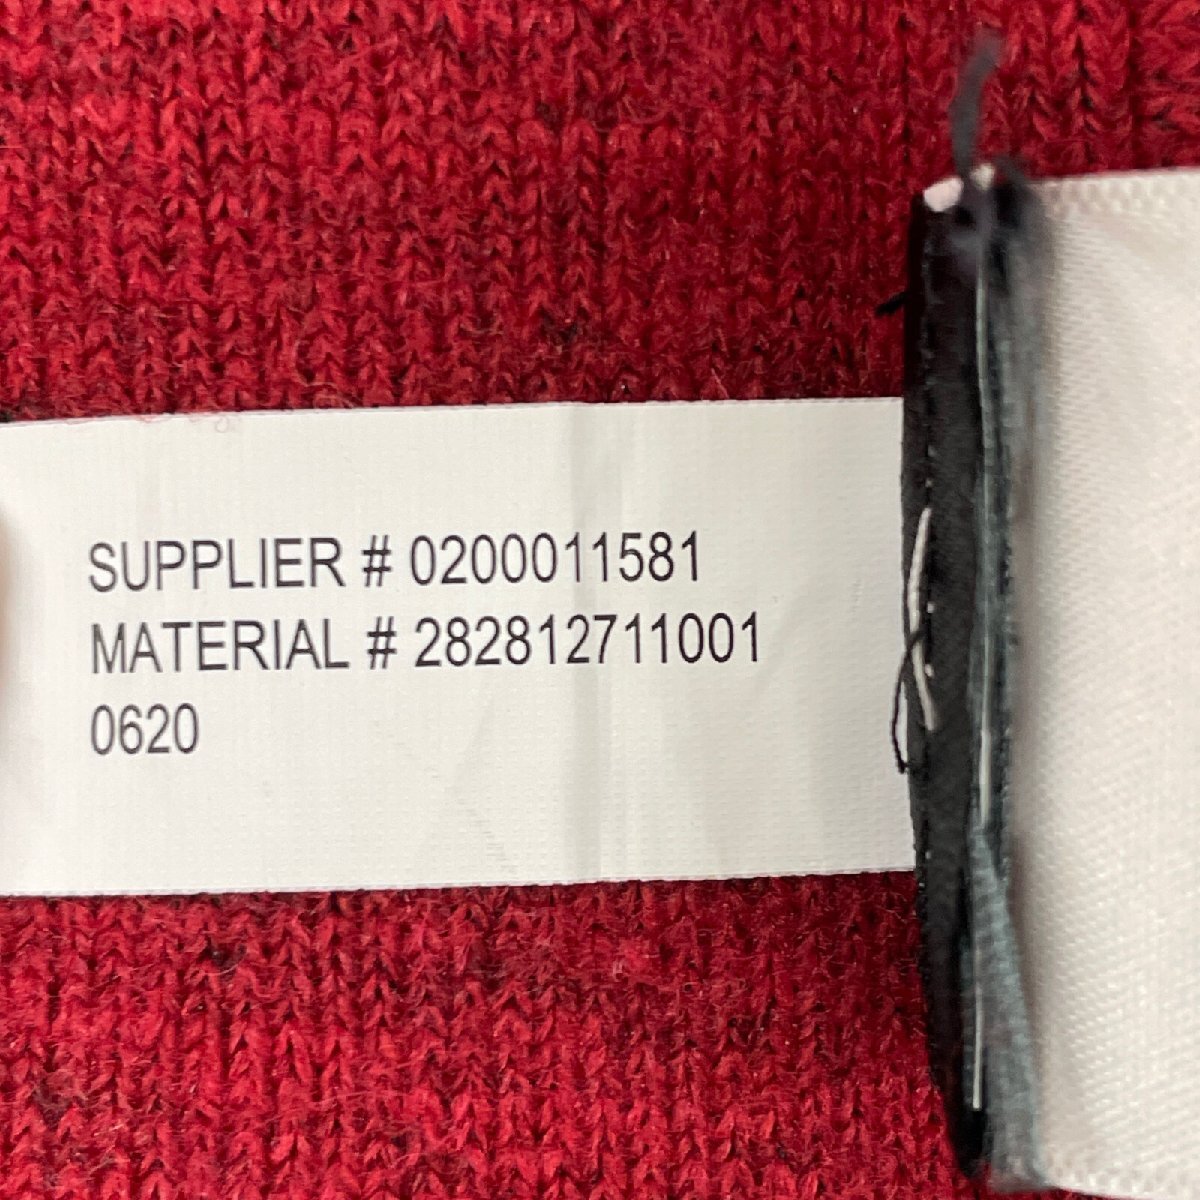 SUPPLIER # 0200011581
MATERIAL # 282812711001
0620